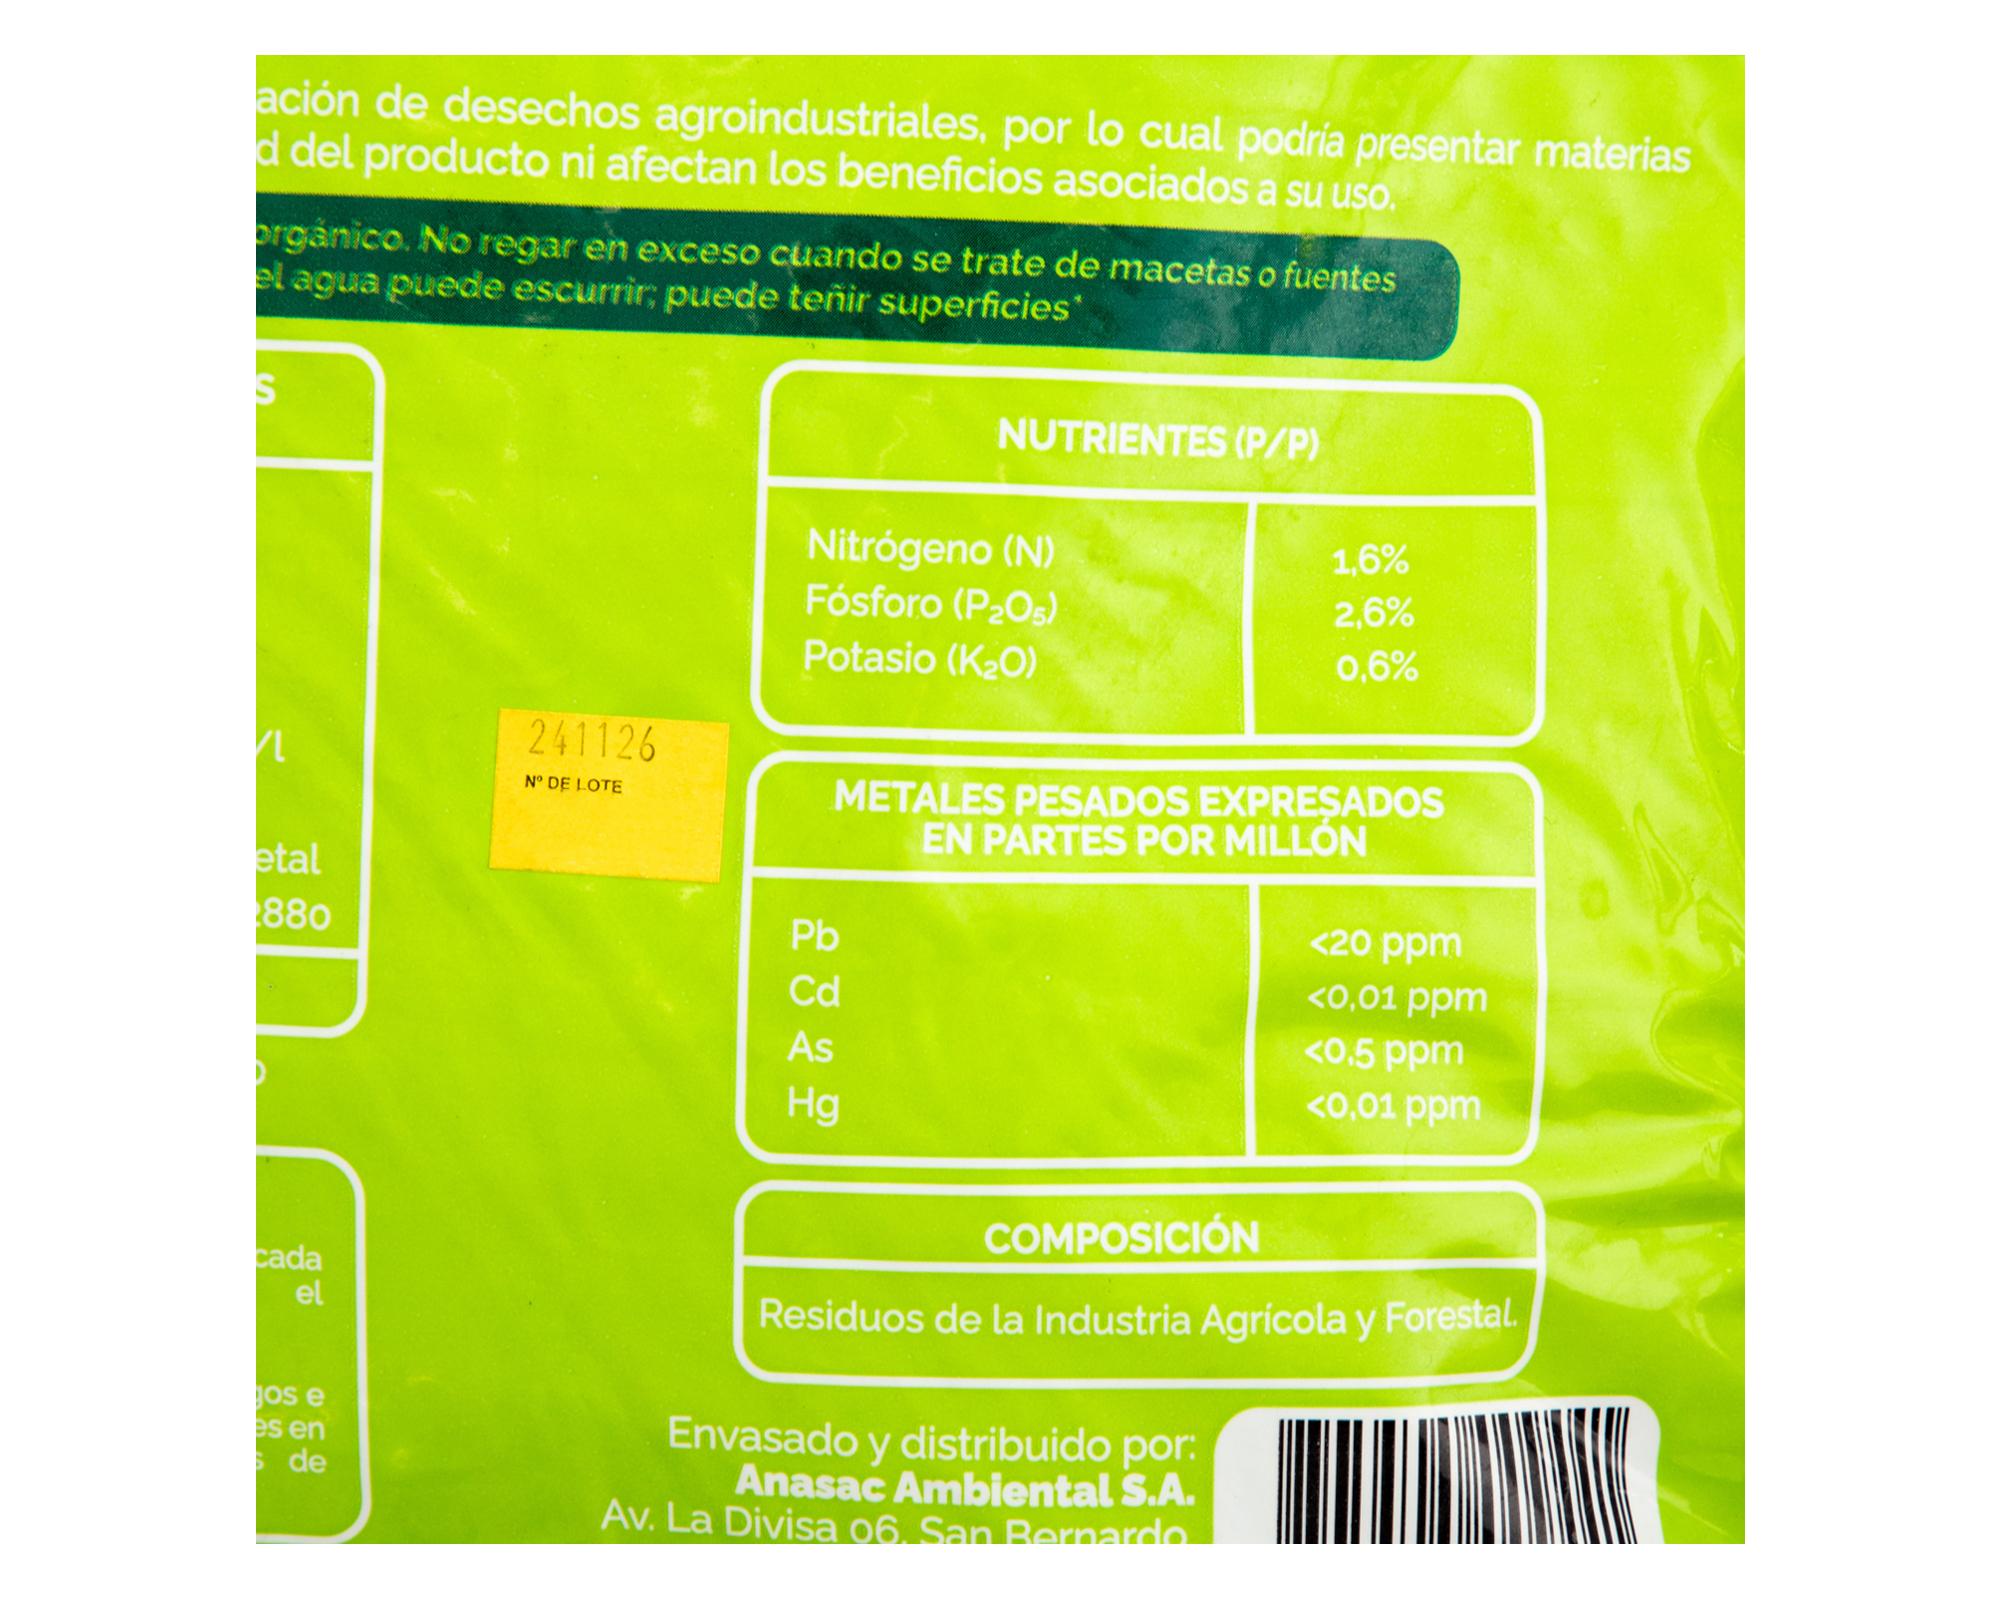 ación de desechos agroindustriales, por lo cual podría presentar materias
d del producto ni afectan los beneficios asociados a su uso.
orgánico. No regar en exceso cuando se trate de macetas o fuentes
el agua puede escurrir; puede teñir superficies*
S
/l
etal
2880
o
cada
el
gos e
es en
s de
241126
Nº DE LOTE
NUTRIENTES (P/P)
Nitrógeno (N) 1,6%
Fósforo (P₂O₅) 2,6%
Potasio (K₂O) 0,6%
METALES PESADOS EXPRESADOS
EN PARTES POR MILLÓN
Pb <20 ppm
Cd <0,01 ppm
As <0,5 ppm
Hg <0,01 ppm
COMPOSICIÓN
Residuos de la Industria Agrícola y Forestal.
Envasado y distribuido por:
Anasac Ambiental S.A.
Av. La Divisa 06, San Bernardo